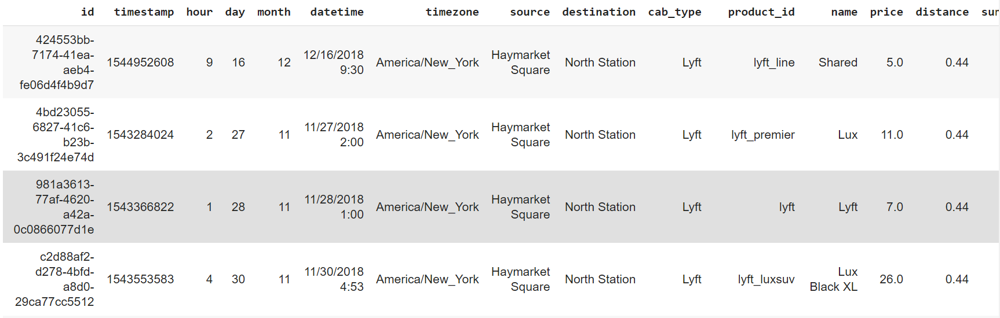 id timestamp hour day month datetime timezone source destination cab_type product_id name price distance sur
424553bb-
7174-41ea-
aeb4-
fe06d4f4b9d7 1544952608 9 16 12 12/16/2018 9:30 America/New_York Haymarket Square North Station Lyft lyft_line Shared 5.0 0.44
4bd23055-
6827-41c6-
b23b-
3c491f24e74d 1543284024 2 27 11 11/27/2018 2:00 America/New_York Haymarket Square North Station Lyft lyft_premier Lux 11.0 0.44
981a3613-
77af-4620-
a42a-
0c0866077d1e 1543366822 1 28 11 11/28/2018 1:00 America/New_York Haymarket Square North Station Lyft lyft Lyft 7.0 0.44
c2d88af2-
d278-4bfd-
a8d0-
29ca77cc5512 1543553583 4 30 11 11/30/2018 4:53 America/New_York Haymarket Square North Station Lyft lyft_luxsuv Lux Black XL 26.0 0.44